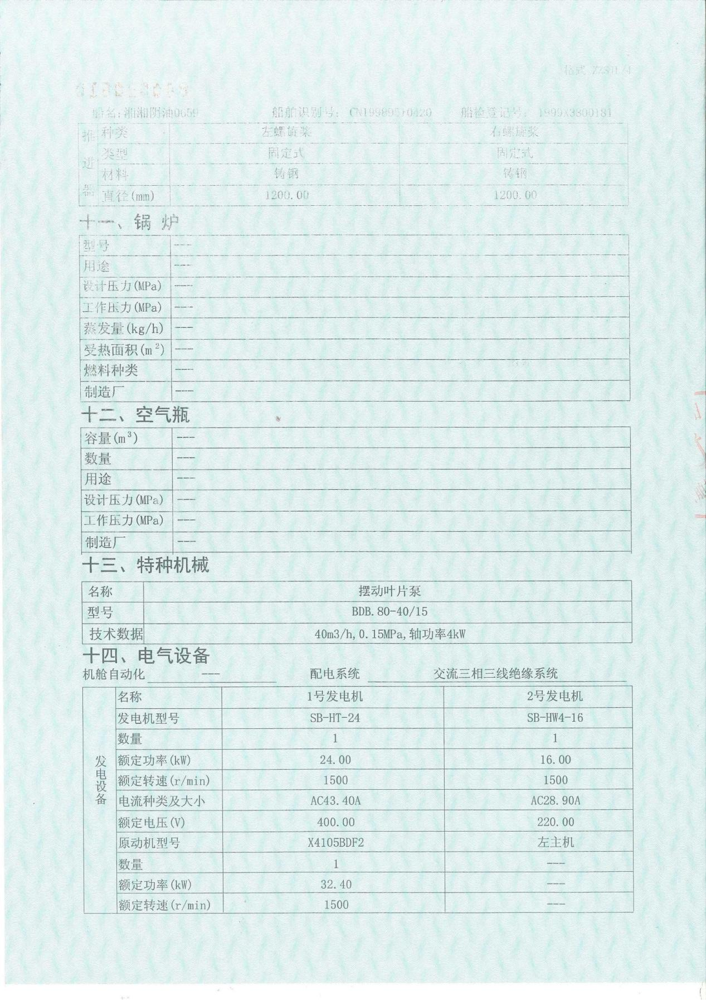 船名:湘湘阴油0659 船舶识别号: CN19989510420 船检登记号: 1999X3300181
推进器
种类 左螺旋桨 右螺旋桨
类型 固定式 固定式
材料 铸钢 铸钢
直径(mm) 1200.00 1200.00
十一、锅 炉
型号 ---
用途 ---
设计压力(MPa) ---
工作压力(MPa) ---
蒸发量(kg/h) ---
受热面积(m²) ---
燃料种类 ---
制造厂 ---
十二、空气瓶
容量(m³) ---
数量 ---
用途 ---
设计压力(MPa) ---
工作压力(MPa) ---
制造厂 ---
十三、特种机械
名称 摆动叶片泵
型号 BDB.80-40/15
技术数据 40m3/h,0.15MPa,轴功率4kW
十四、电气设备
机舱自动化 --- 配电系统 交流三相三线绝缘系统
发电设备
名称 1号发电机 2号发电机
发电机型号 SB-HT-24 SB-HW4-16
数量 1 1
额定功率(kW) 24.00 16.00
额定转速(r/min) 1500 1500
电流种类及大小 AC43.40A AC28.90A
额定电压(V) 400.00 220.00
原动机型号 X4105BDF2 左主机
数量 1 ---
额定功率(kW) 32.40 ---
额定转速(r/min) 1500 ---